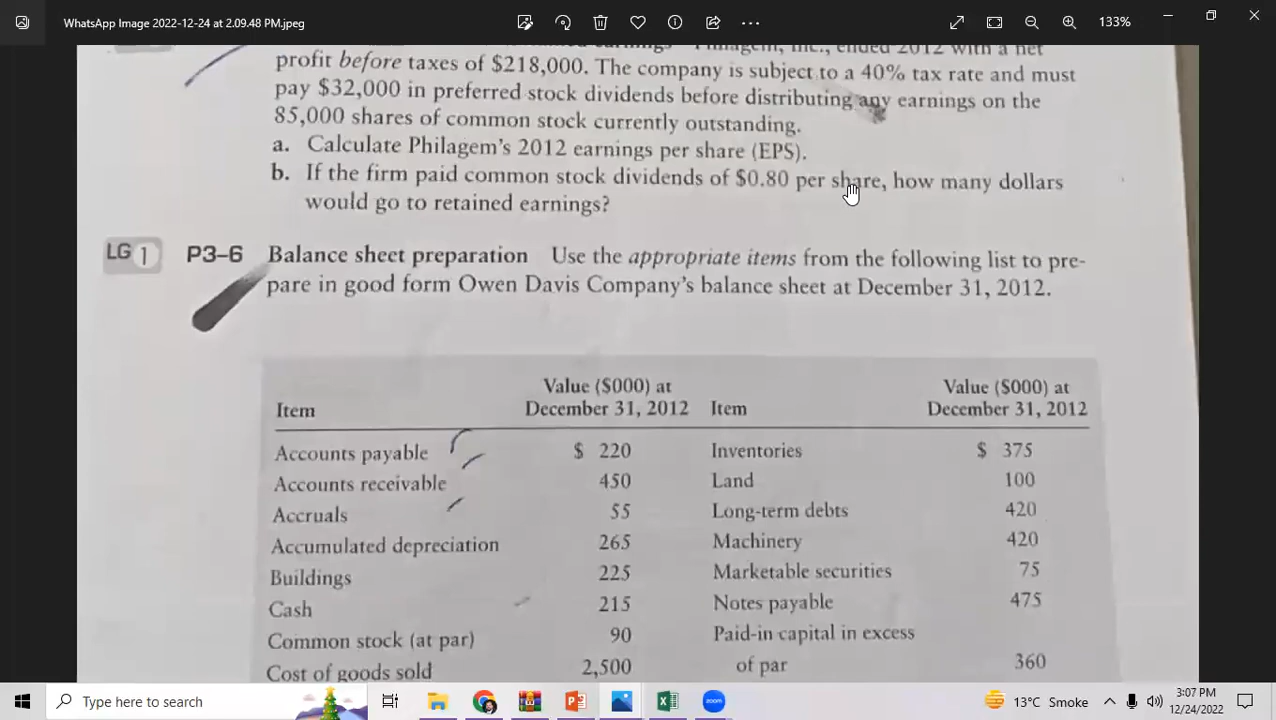 WhatsApp Image 2022-12-24 at 2.09.48 PM.jpeg
133%
Philagem, Inc., ended 2012 with a net
profit before taxes of $218,000. The company is subject to a 40% tax rate and must
pay $32,000 in preferred stock dividends before distributing any earnings on the
85,000 shares of common stock currently outstanding.
a. Calculate Philagem's 2012 earnings per share (EPS).
b. If the firm paid common stock dividends of $0.80 per share, how many dollars
would go to retained earnings?
LG 1 P3–6 Balance sheet preparation Use the appropriate items from the following list to pre-
pare in good form Owen Davis Company's balance sheet at December 31, 2012.
Value ($000) at Value ($000) at
Item December 31, 2012 Item December 31, 2012
Accounts payable $ 220 Inventories $ 375
Accounts receivable 450 Land 100
Accruals 55 Long-term debts 420
Accumulated depreciation 265 Machinery 420
Buildings 225 Marketable securities 75
Cash 215 Notes payable 475
Common stock (at par) 90 Paid-in capital in excess
Cost of goods sold 2,500 of par 360
Type here to search
zoom
13°C Smoke
3:07 PM
12/24/2022